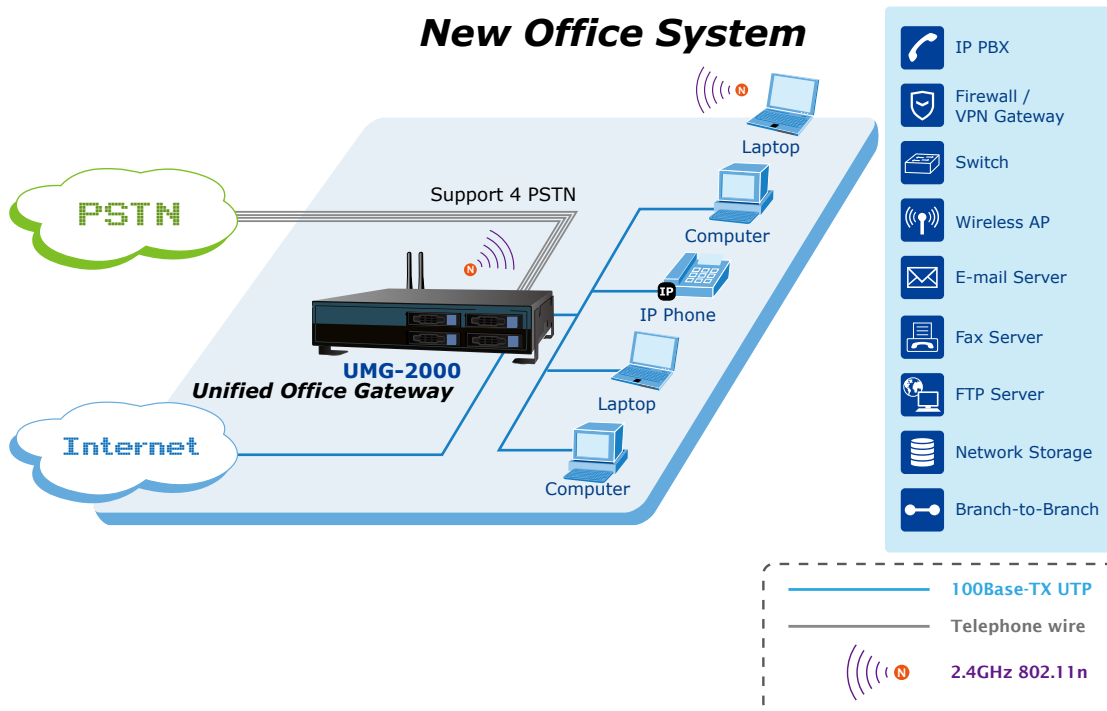 New Office System
N
Laptop
PSTN
Support 4 PSTN
N
Computer
IP
IP Phone
UMG-2000
Unified Office Gateway
Laptop
Internet
Computer
IP PBX
Firewall /
VPN Gateway
Switch
Wireless AP
E-mail Server
Fax Server
FTP Server
Network Storage
Branch-to-Branch
100Base-TX UTP
Telephone wire
N
2.4GHz 802.11n